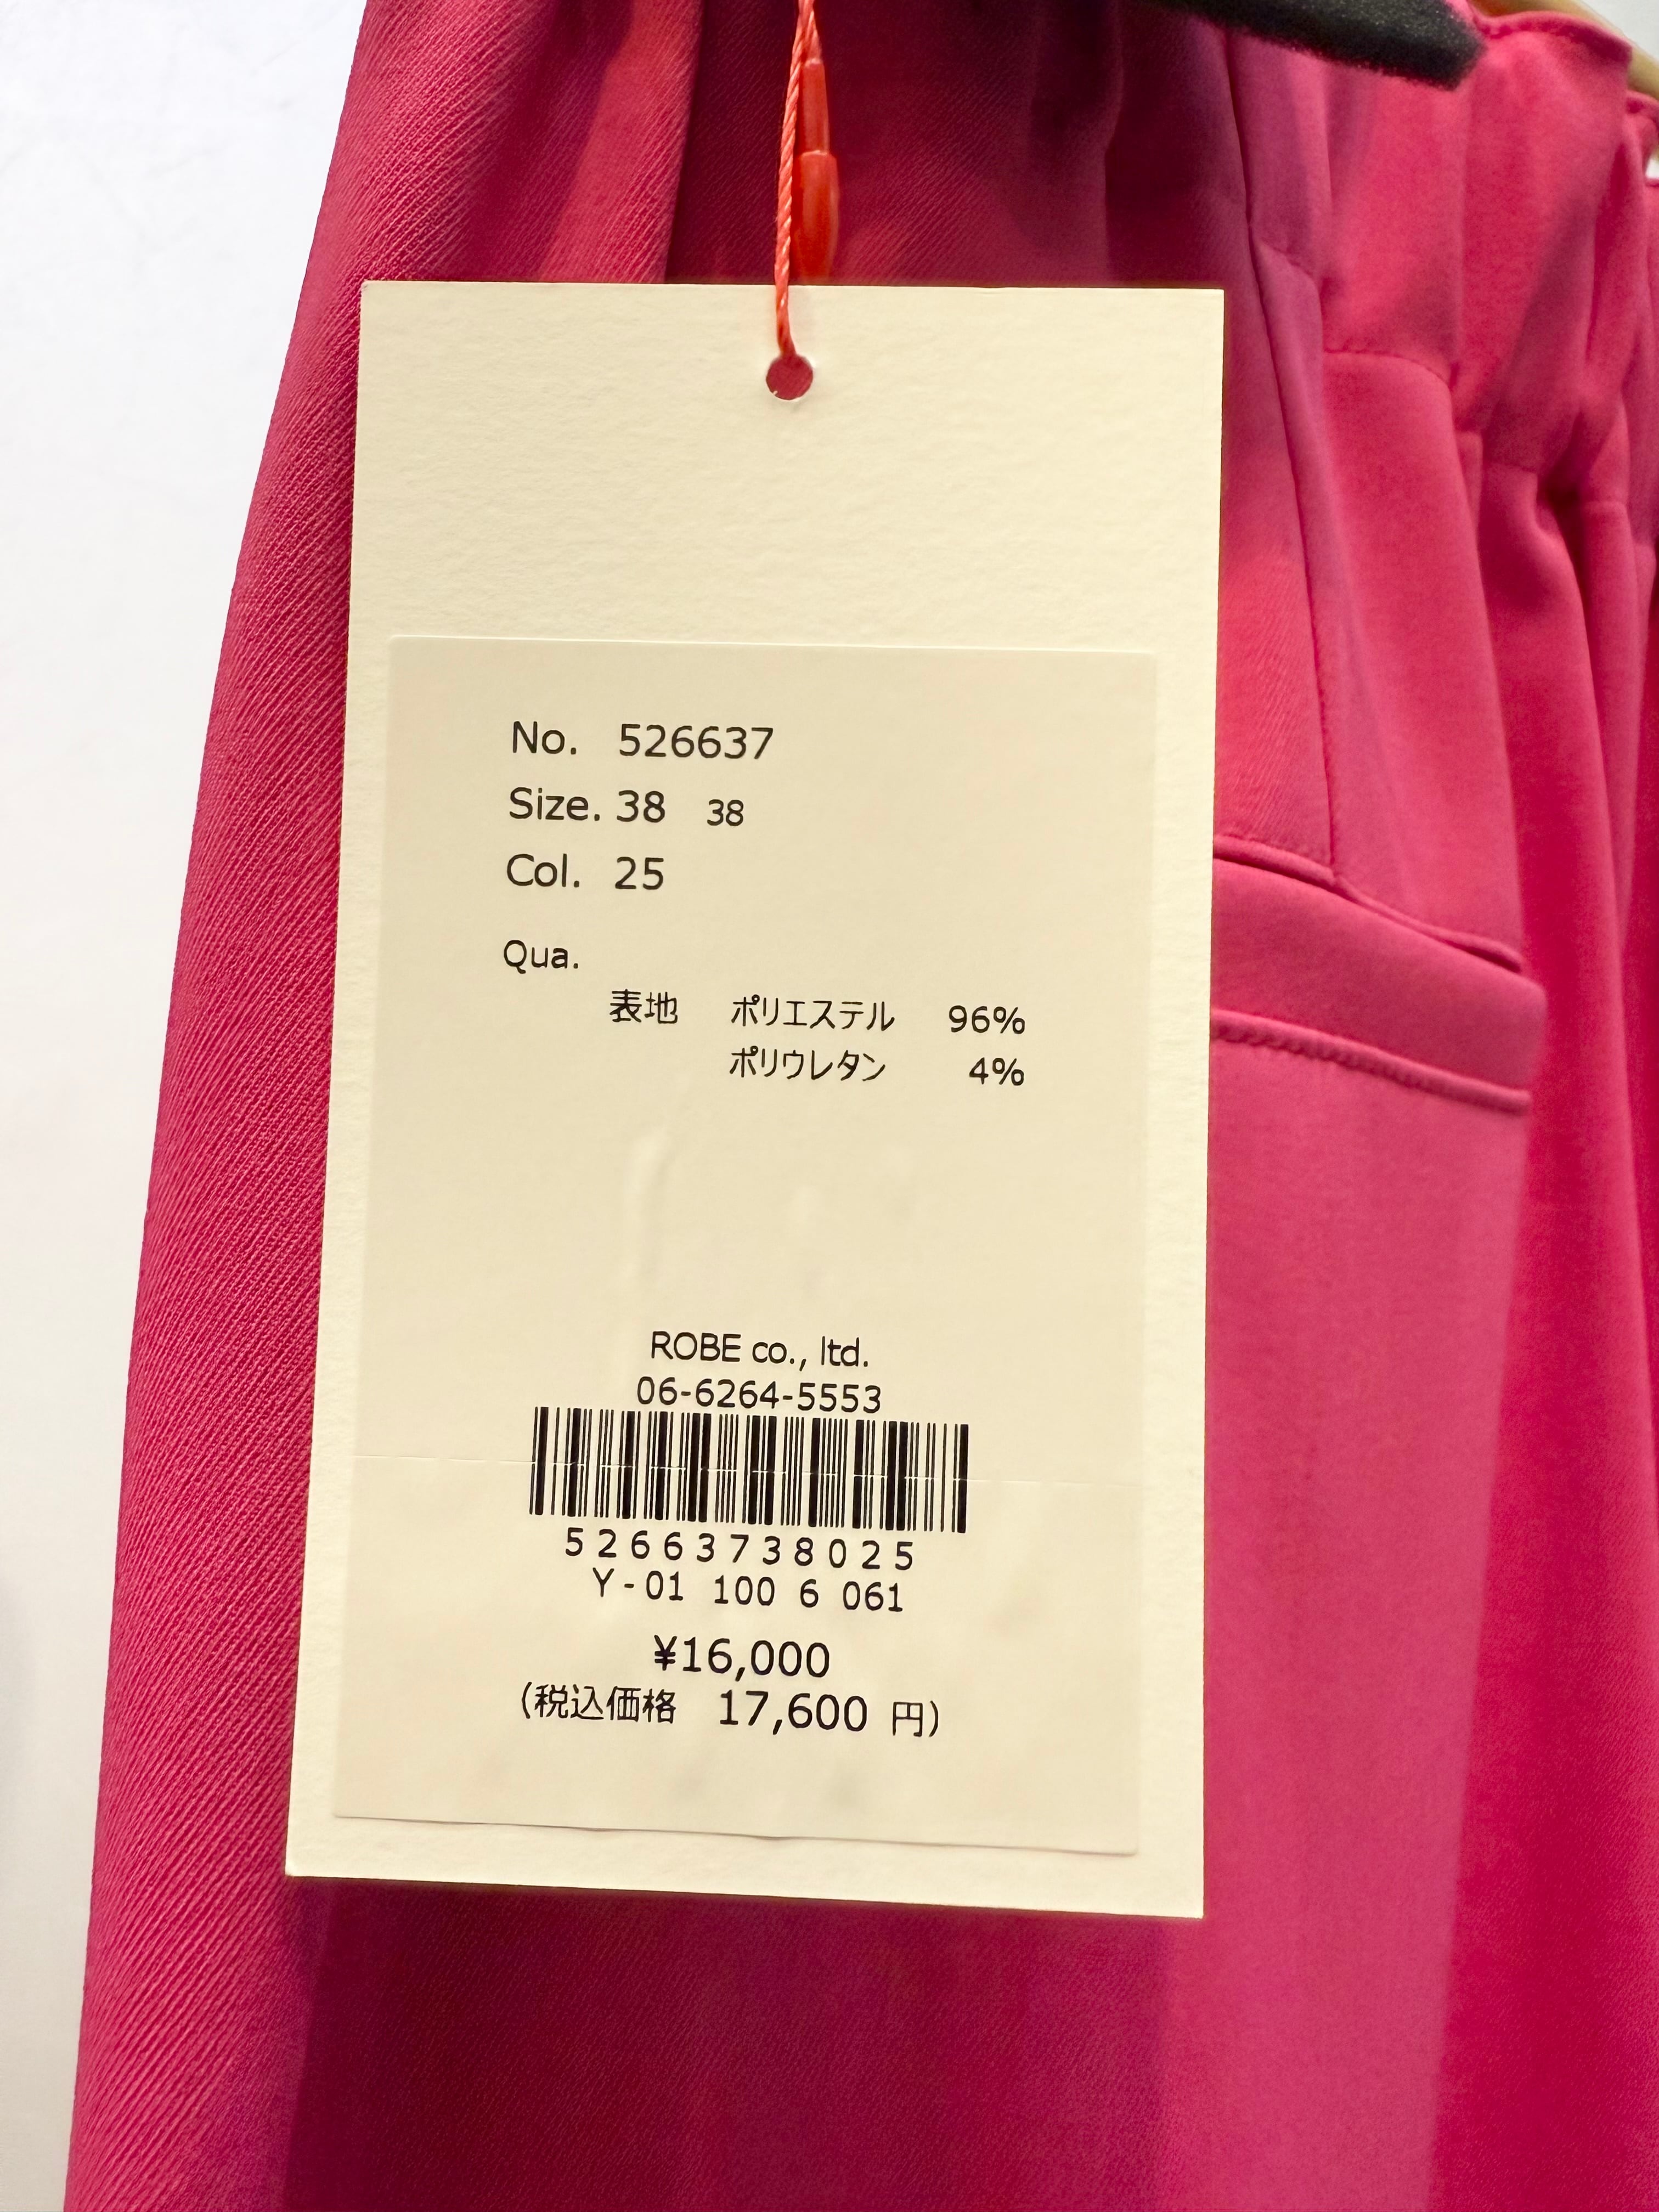 No. 526637
Size. 38 38
Col. 25
Qua.
表地 ポリエステル 96%
ポリウレタン 4%
ROBE co., ltd.
06-6264-5553
52663738025
Y-01 100 6 061
¥16,000
(税込価格 17,600 円)